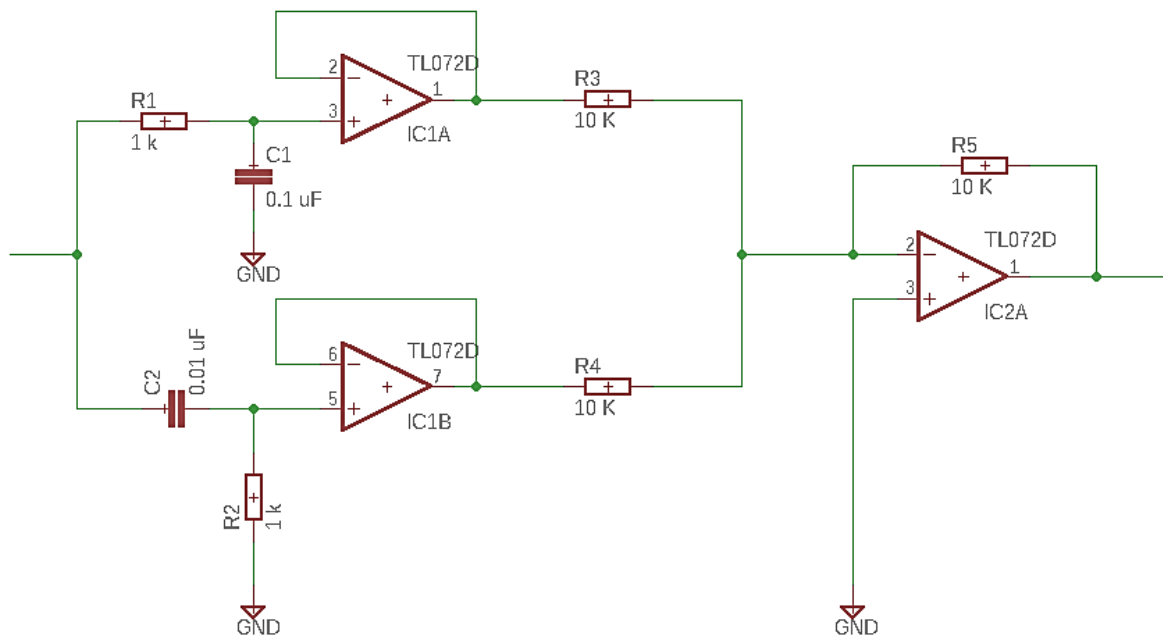 TL072D
2
1
3
IC1A
R1
1 k
C1
0.1 uF
GND
R3
10 K
R5
10 K
TL072D
2
1
3
IC2A
TL072D
6
7
5
IC1B
C2
0.01 uF
R2
1 k
GND
R4
10 K
GND